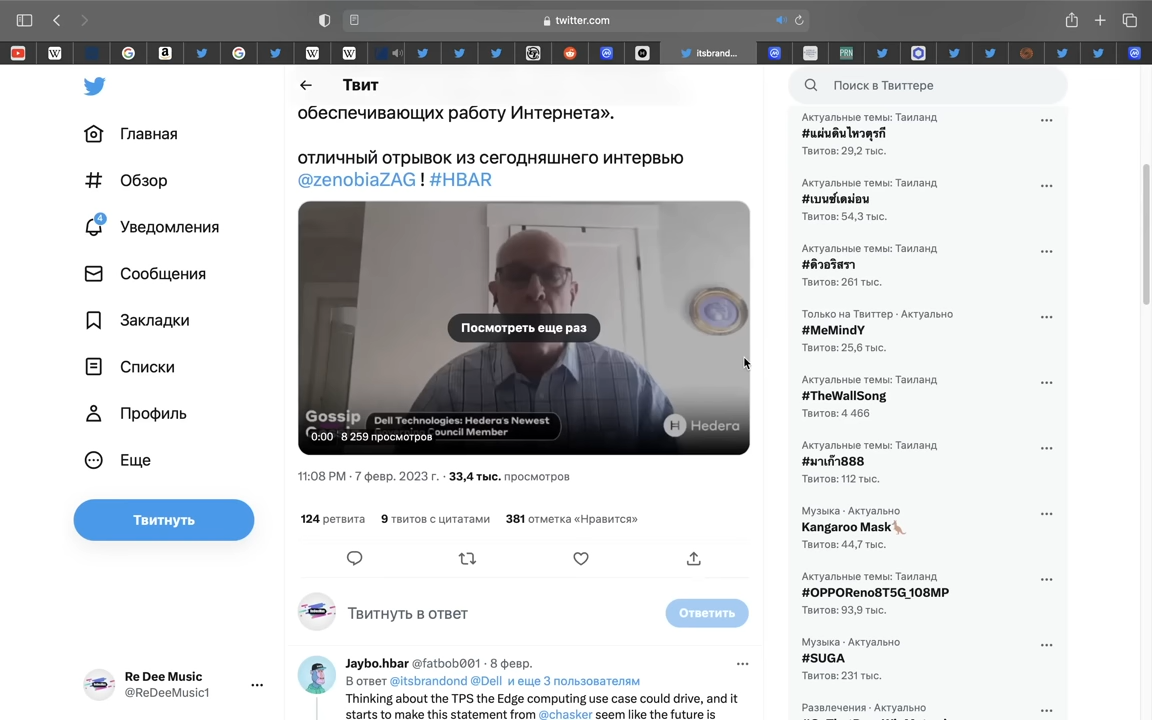 twitter.com
itsbrand...
PRN
Главная
Обзор
4
Уведомления
Сообщения
Закладки
Списки
Профиль
Еще
Твитнуть
Re Dee Music
@ReDeeMusic1
Твит
обеспечивающих работу Интернета».
отличный отрывок из сегодняшнего интервью
@zenobiaZAG ! #HBAR
Посмотреть еще раз
Gossip
Dell Technologies: Hedera's Newest
Council Member
0:00 8 259 просмотров
Hedera
11:08 PM · 7 февр. 2023 г. · 33,4 тыс. просмотров
124 ретвита 9 твитов с цитатами 381 отметка «Нравится»
Твитнуть в ответ
Ответить
Jaybo.hbar @fatbob001 · 8 февр.
В ответ @itsbrandond @Dell и еще 3 пользователям
Thinking about the TPS the Edge computing use case could drive, and it
starts to make this statement from @chasker seem like the future is
Поиск в Твиттере
Актуальные темы: Таиланд
#แผ่นดินไหวตุรกี
Твитов: 29,2 тыс.
Актуальные темы: Таиланд
#เบนซ์เดม่อน
Твитов: 54,3 тыс.
Актуальные темы: Таиланд
#ดิวอริสรา
Твитов: 261 тыс.
Только на Твиттер · Актуально
#MeMindY
Твитов: 25,6 тыс.
Актуальные темы: Таиланд
#TheWallSong
Твитов: 4 466
Актуальные темы: Таиланд
#มาเก๊า888
Твитов: 112 тыс.
Музыка · Актуально
Kangaroo Mask🦘
Твитов: 44,7 тыс.
Актуальные темы: Таиланд
#OPPOReno8T5G_108MP
Твитов: 93,9 тыс.
Музыка · Актуально
#SUGA
Твитов: 231 тыс.
Развлечения · Актуально